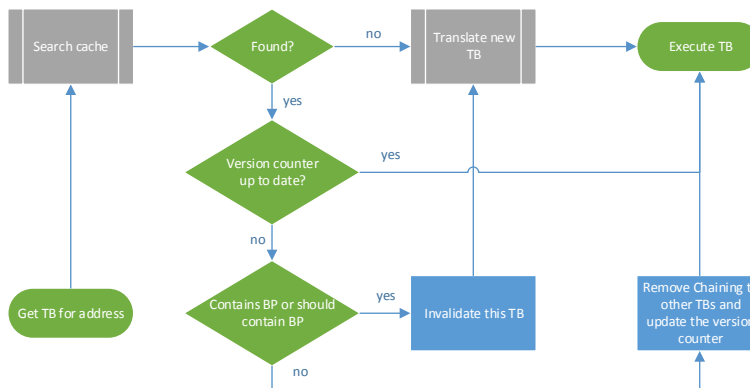 Search cache
Found?
no
Translate new
TB
Execute TB
yes
Version counter
up to date?
yes
no
Get TB for address
Contains BP or should
contain BP
yes
Invalidate this TB
Remove Chaining t
other TBs and
update the version
counter
no